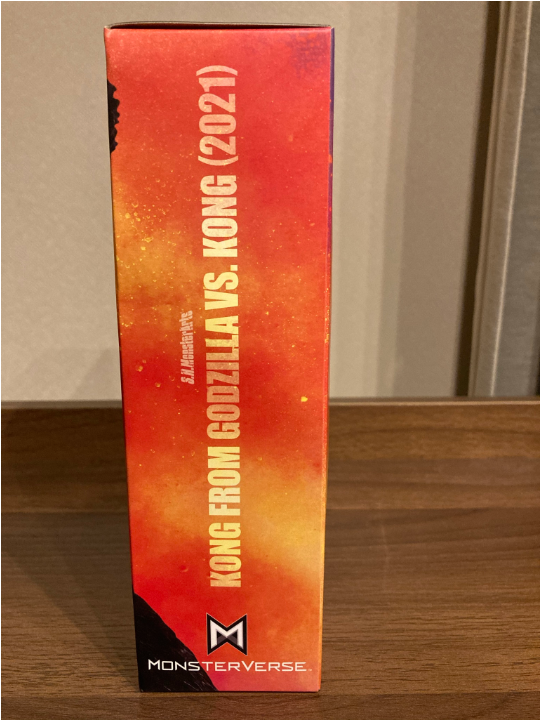 S.H.MonsterArts
KONG FROM GODZILLA VS. KONG (2021)
M
MONSTERVERSE